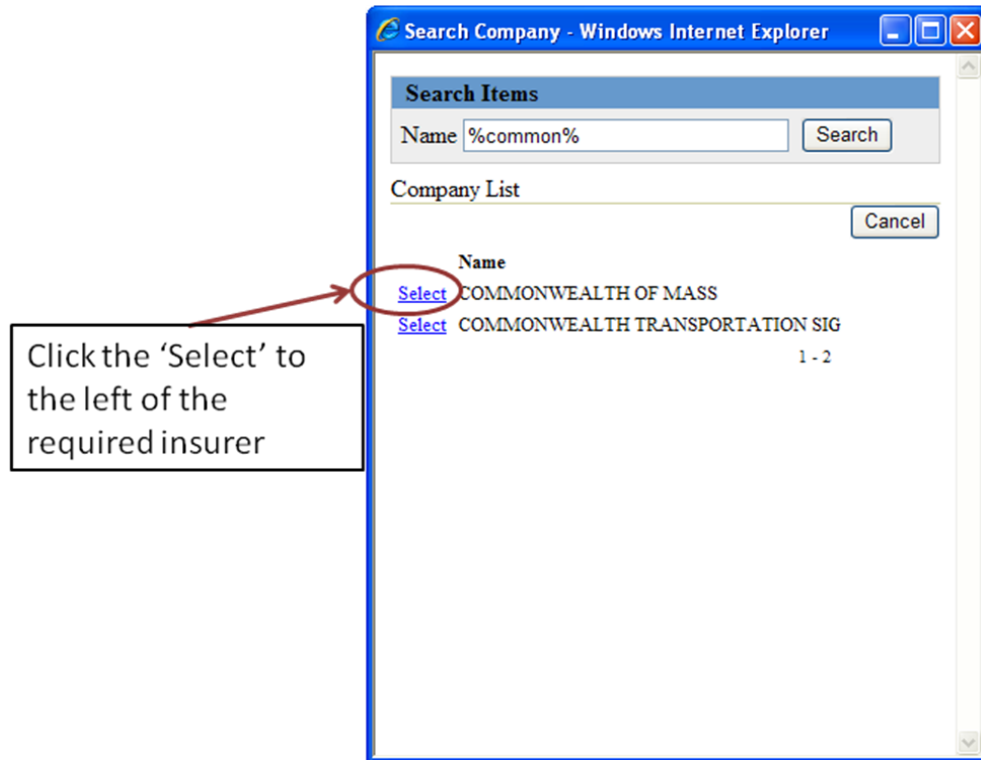 Search Company - Windows Internet Explorer
Search Items
Name %common% Search
Company List
Cancel
Name
Select COMMONWEALTH OF MASS
Select COMMONWEALTH TRANSPORTATION SIG
1 - 2
Click the ‘Select’ to
the left of the
required insurer